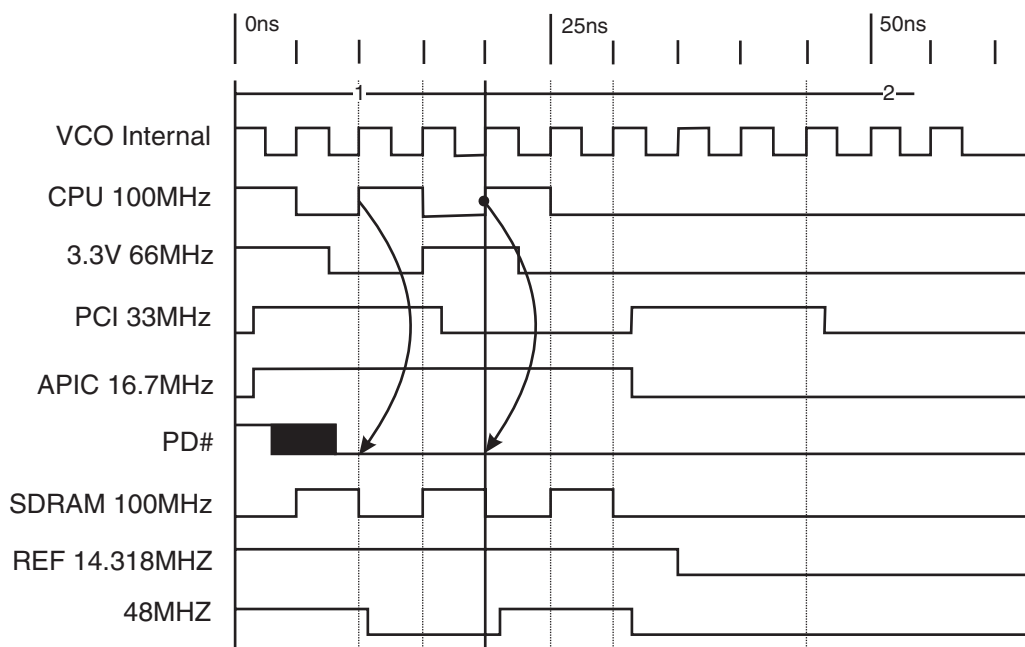 0ns 25ns 50ns
1 2
VCO Internal
CPU 100MHz
3.3V 66MHz
PCI 33MHz
APIC 16.7MHz
PD#
SDRAM 100MHz
REF 14.318MHZ
48MHZ